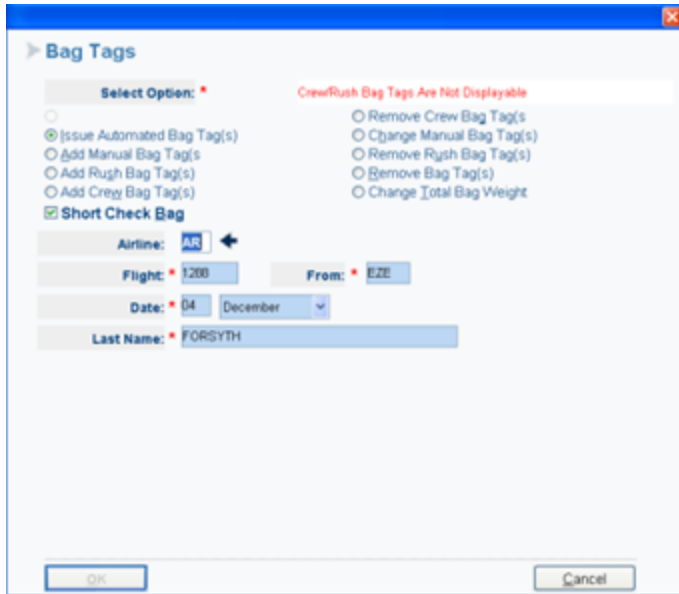 Bag Tags
Select Option: *
Crew/Rush Bag Tags Are Not Displayable
Issue Automated Bag Tag(s)
Add Manual Bag Tag(s
Add Rush Bag Tag(s)
Add Crew Bag Tag(s)
Remove Crew Bag Tag(s
Change Manual Bag Tag(s)
Remove Rush Bag Tag(s)
Remove Bag Tag(s)
Change Total Bag Weight
Short Check Bag
Airline: AR
Flight: * 1288 From: * EZE
Date: * 04 December
Last Name: * FORSYTH
OK Cancel